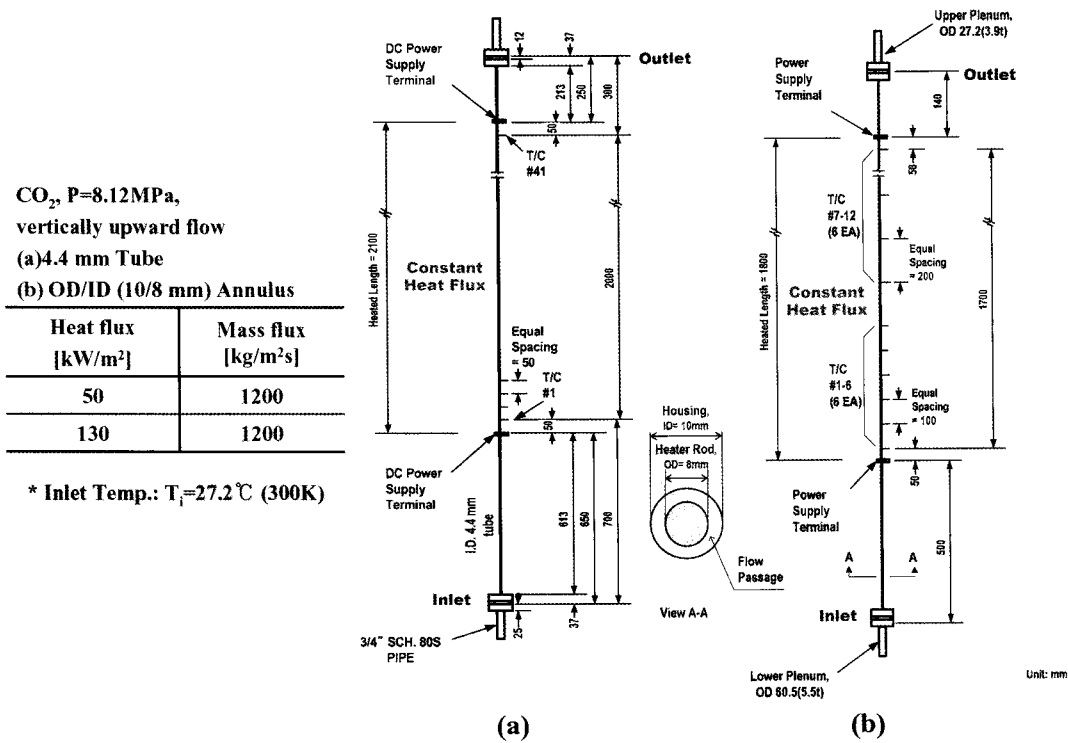 CO2, P=8.12MPa,
vertically upward flow
(a)4.4 mm Tube
(b) OD/ID (10/8 mm) Annulus
Heat flux
[kW/m²]
Mass flux
[kg/m²s]
50
1200
130
1200
* Inlet Temp.: Ti=27.2℃ (300K)
DC Power
Supply
Terminal
12
37
Outlet
213
250
300
50
T/C
#41
Heated Length = 2100
Constant
Heat Flux
2000
Equal
Spacing
= 50
T/C
#1
50
DC Power
Supply
Terminal
I.D. 4.4 mm
tube
613
650
700
Inlet
25
37
3/4" SCH. 80S
PIPE
(a)
Housing,
ID= 10mm
Heater Rod,
OD= 8mm
Flow
Passage
View A-A
Upper Plenum,
OD 27.2(3.9t)
Power
Supply
Terminal
Outlet
140
T/C
#7-12
(6 EA)
Equal
Spacing
= 200
Heated Length = 1800
Constant
Heat Flux
1700
T/C
#1-6
(6 EA)
Equal
Spacing
= 100
50
Power
Supply
Terminal
500
A
A
Inlet
Lower Plenum,
OD 60.5(5.5t)
Unit: mm
(b)